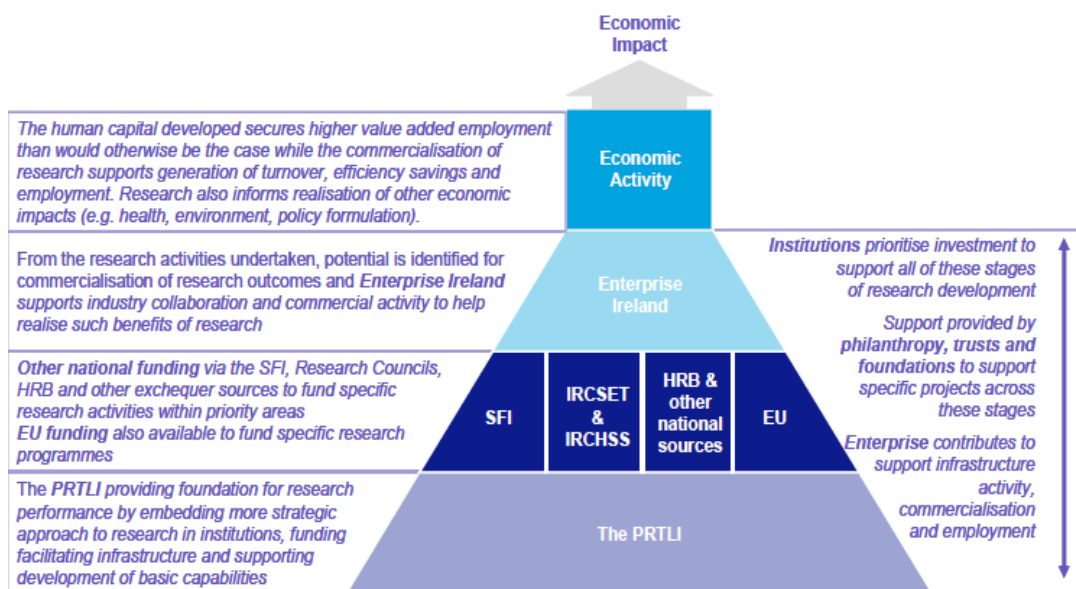 Economic
Impact
The human capital developed secures higher value added employment
than would otherwise be the case while the commercialisation of
research supports generation of turnover, efficiency savings and
employment. Research also informs realisation of other economic
impacts (e.g. health, environment, policy formulation).
Economic
Activity
From the research activities undertaken, potential is identified for
commercialisation of research outcomes and Enterprise Ireland
supports industry collaboration and commercial activity to help
realise such benefits of research
Enterprise
Ireland
Institutions prioritise investment to
support all of these stages
of research development
Support provided by
philanthropy, trusts and
foundations to support
specific projects across
these stages
Enterprise contributes to
support infrastructure
activity,
commercialisation
and employment
Other national funding via the SFI, Research Councils,
HRB and other exchequer sources to fund specific
research activities within priority areas
EU funding also available to fund specific research
programmes
SFI
IRCSET
&
IRCHSS
HRB &
other
national
sources
EU
The PRTLI providing foundation for research
performance by embedding more strategic
approach to research in institutions, funding
facilitating infrastructure and supporting
development of basic capabilities
The PRTLI